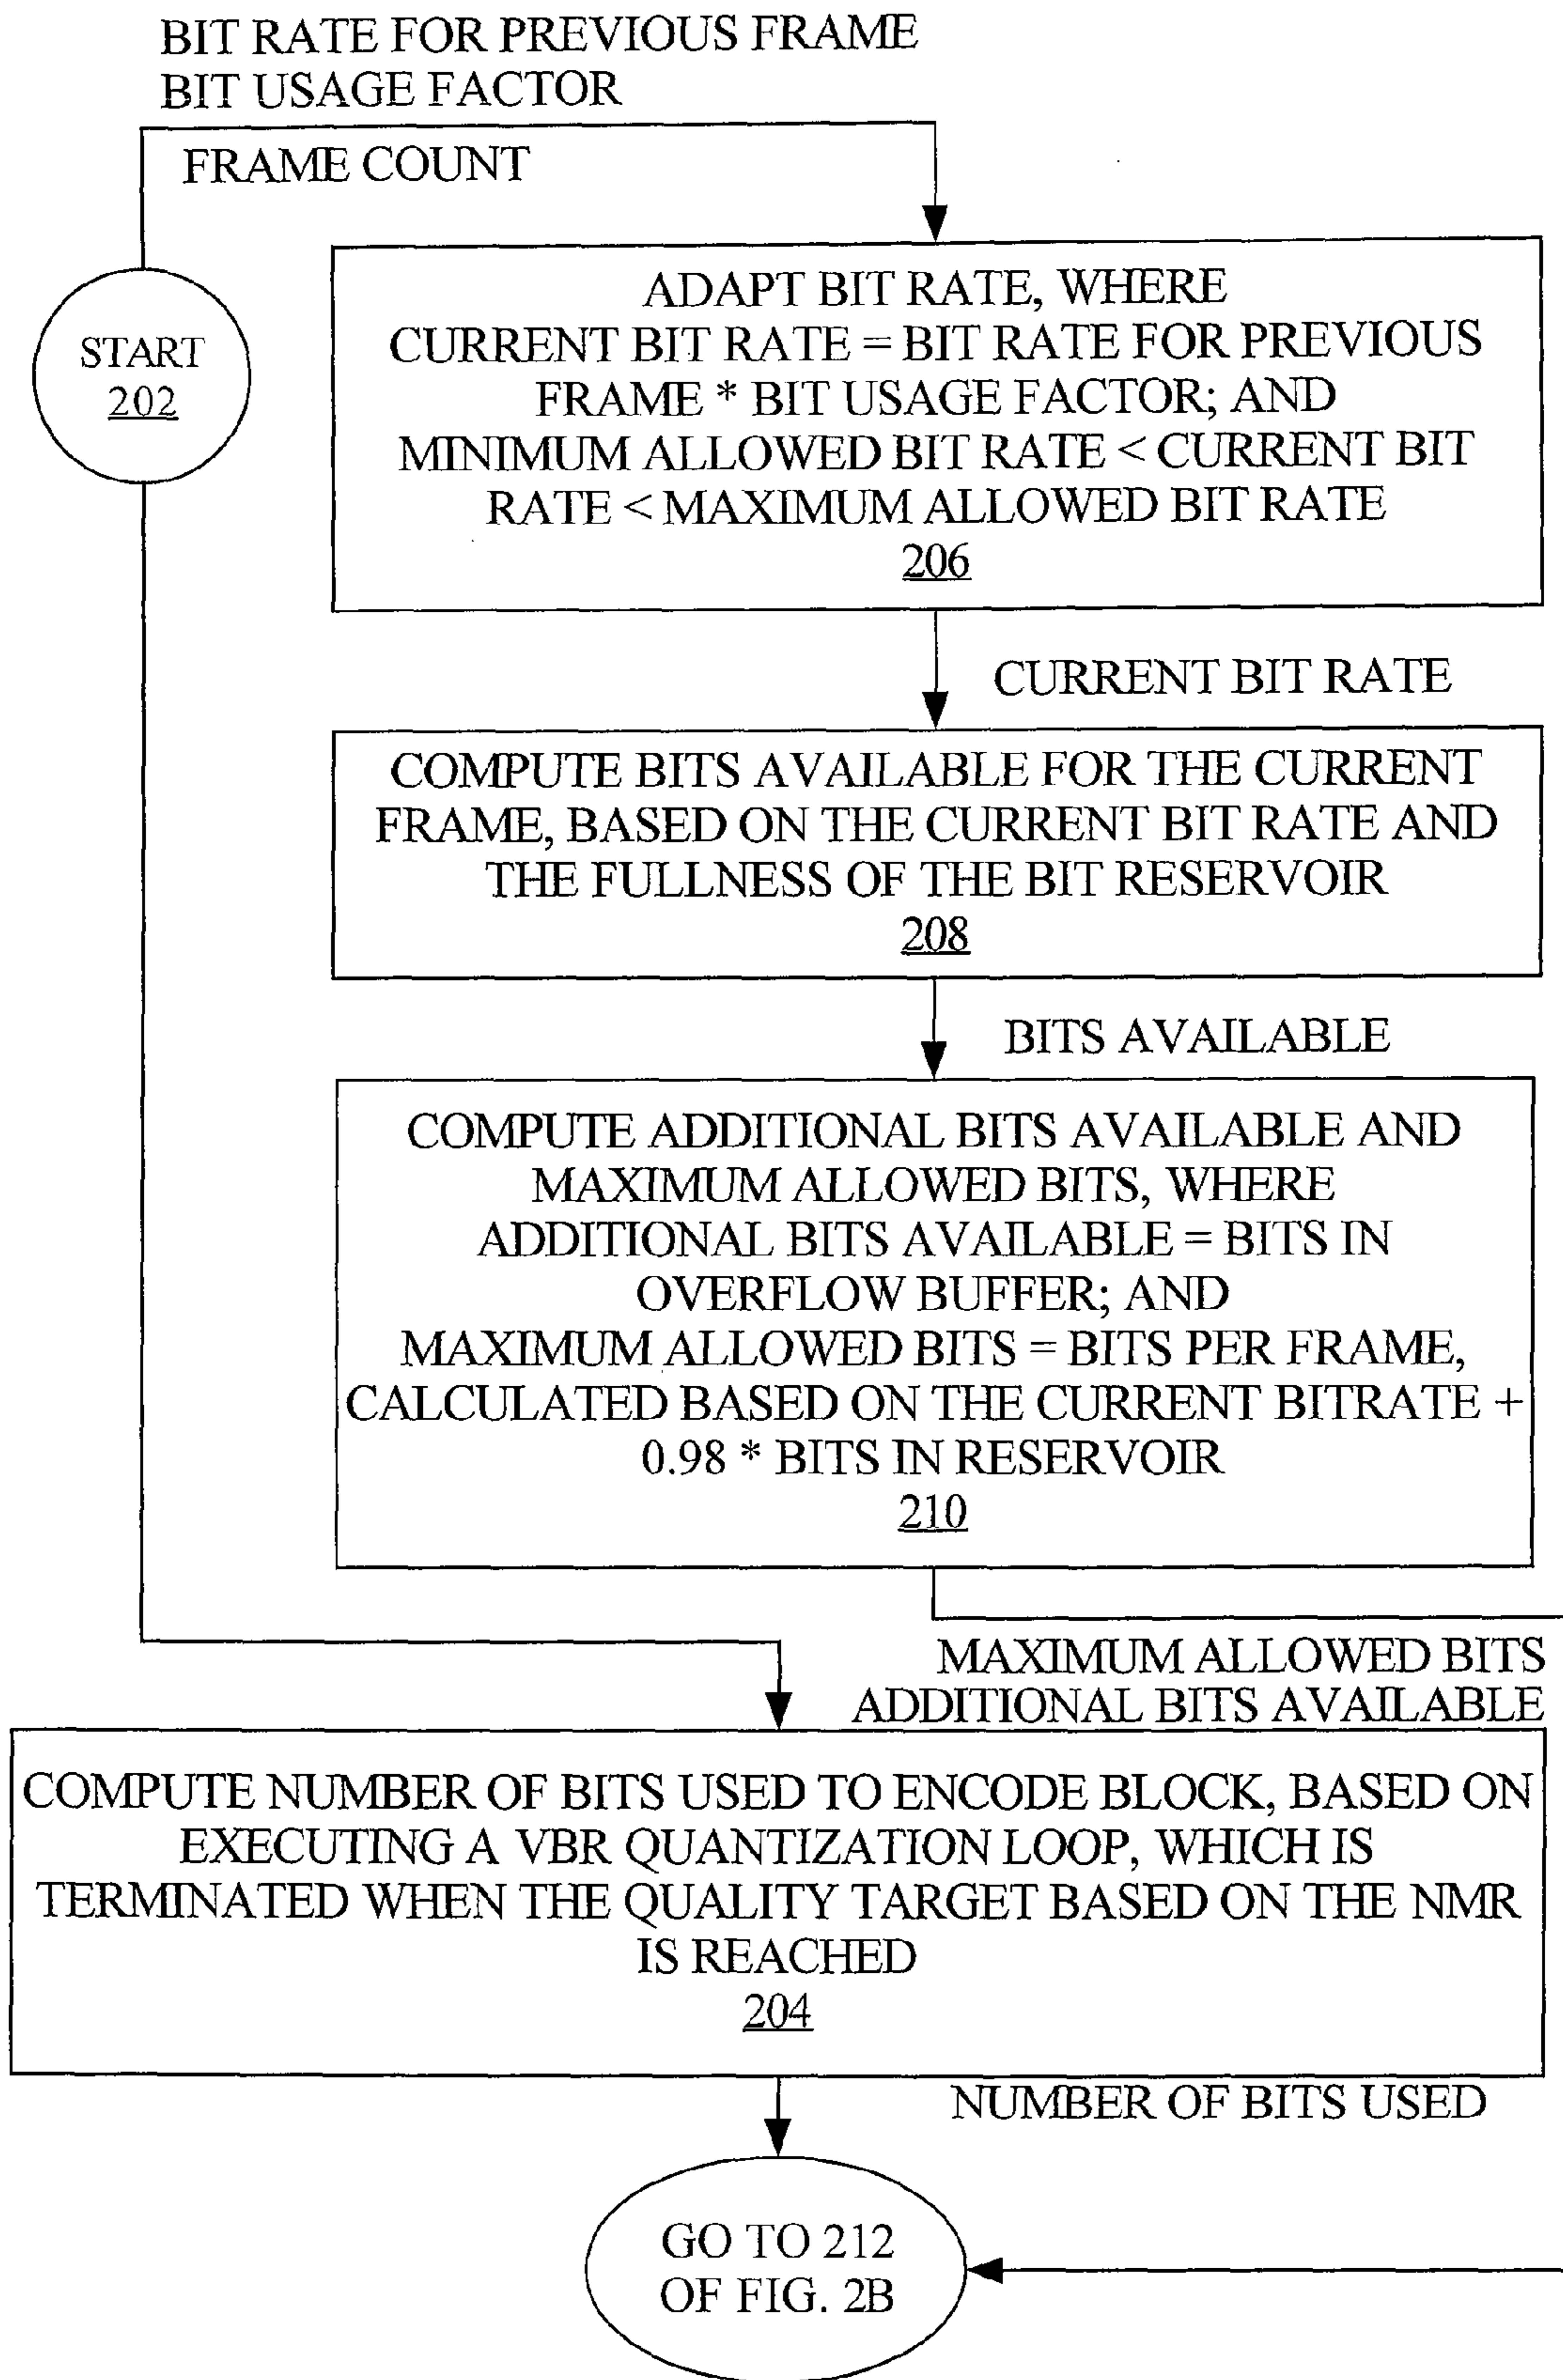 BIT RATE FOR PREVIOUS FRAME
BIT USAGE FACTOR
FRAME COUNT
START
202
ADAPT BIT RATE, WHERE
CURRENT BIT RATE = BIT RATE FOR PREVIOUS
FRAME * BIT USAGE FACTOR; AND
MINIMUM ALLOWED BIT RATE < CURRENT BIT
RATE < MAXIMUM ALLOWED BIT RATE
206
CURRENT BIT RATE
COMPUTE BITS AVAILABLE FOR THE CURRENT
FRAME, BASED ON THE CURRENT BIT RATE AND
THE FULLNESS OF THE BIT RESERVOIR
208
BITS AVAILABLE
COMPUTE ADDITIONAL BITS AVAILABLE AND
MAXIMUM ALLOWED BITS, WHERE
ADDITIONAL BITS AVAILABLE = BITS IN
OVERFLOW BUFFER; AND
MAXIMUM ALLOWED BITS = BITS PER FRAME,
CALCULATED BASED ON THE CURRENT BITRATE +
0.98 * BITS IN RESERVOIR
210
MAXIMUM ALLOWED BITS
ADDITIONAL BITS AVAILABLE
COMPUTE NUMBER OF BITS USED TO ENCODE BLOCK, BASED ON
EXECUTING A VBR QUANTIZATION LOOP, WHICH IS
TERMINATED WHEN THE QUALITY TARGET BASED ON THE NMR
IS REACHED
204
NUMBER OF BITS USED
GO TO 212
OF FIG. 2B